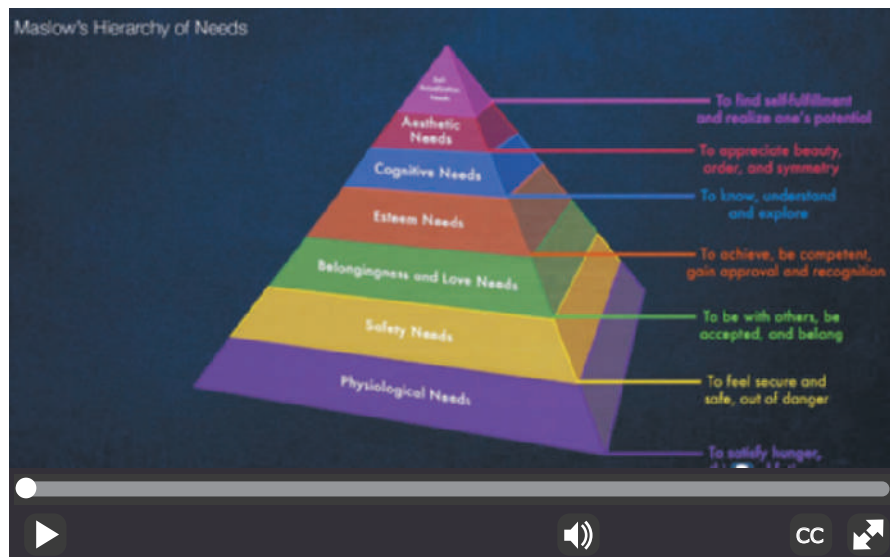 Maslow's Hierarchy of Needs
Self
Actualization
Needs
To find self-fulfillment
and realize one's potential
Aesthetic
Needs
To appreciate beauty,
order, and symmetry
Cognitive Needs
To know, understand
and explore
Esteem Needs
To achieve, be competent,
gain approval and recognition
Belongingness and Love Needs
To be with others, be
accepted, and belong
Safety Needs
To feel secure and
safe, out of danger
Physiological Needs
To satisfy hunger,
CC